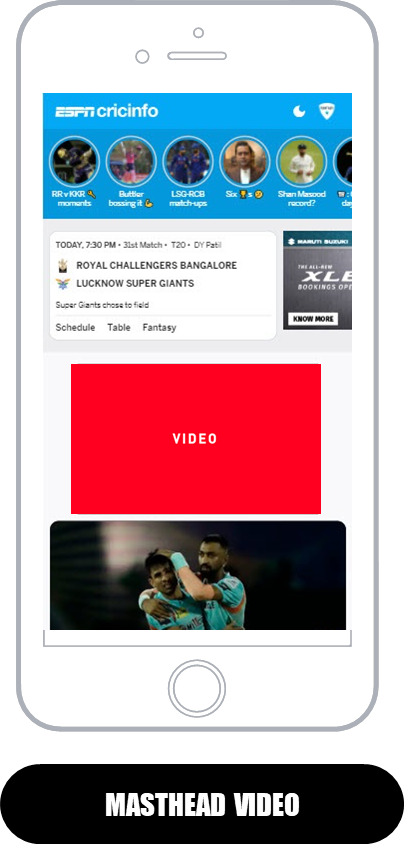 ESPN cricinfo
RR v KKR
moments
Buttler
bossing it
LSG-RCB
match-ups
Six
s
Shan Masood
record?
TODAY, 7:30 PM • 31st Match • T20 • DY Patil
ROYAL CHALLENGERS BANGALORE
LUCKNOW SUPER GIANTS
Super Giants chose to field
Schedule Table Fantasy
MARUTI SUZUKI
THE ALL-NEW
XL
BOOKINGS OPE
KNOW MORE
VIDEO
MASTHEAD VIDEO